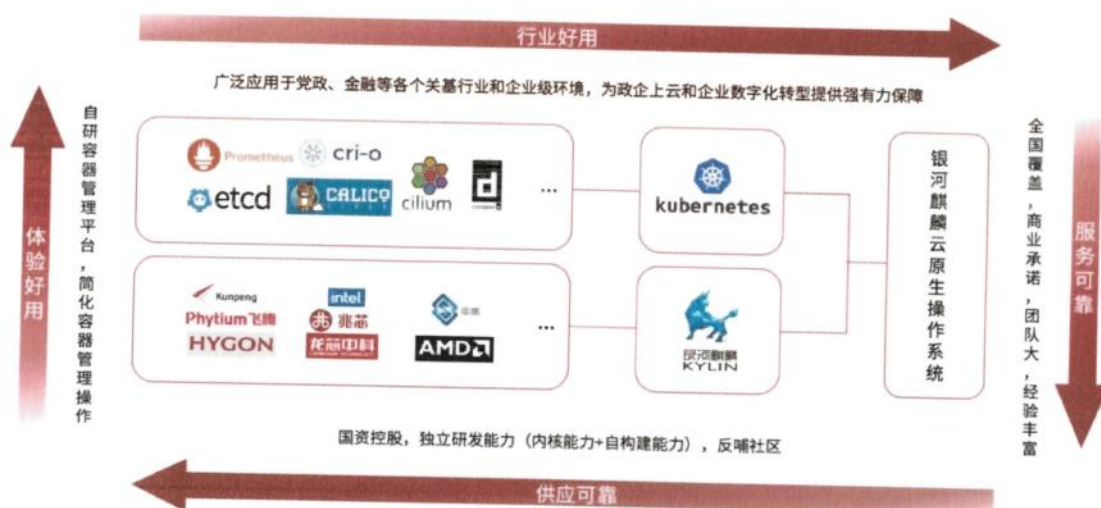 行业好用
广泛应用于党政、金融等各个关基行业和企业级环境，为政企上云和企业数字化转型提供强有力保障
体验好用
自研容器管理平台，简化容器管理操作
Prometheus
cri-o
etcd
CALICO
cilium
...
kubernetes
Kunpeng
intel
Phytium飞腾
兆芯
HYGON
龙芯中科
AMD
...
银河麒麟
KYLIN
银河麒麟云原生操作系统
全国覆盖，商业承诺，团队大，经验丰富
服务可靠
国资控股，独立研发能力（内核能力+自构建能力），反哺社区
供应可靠